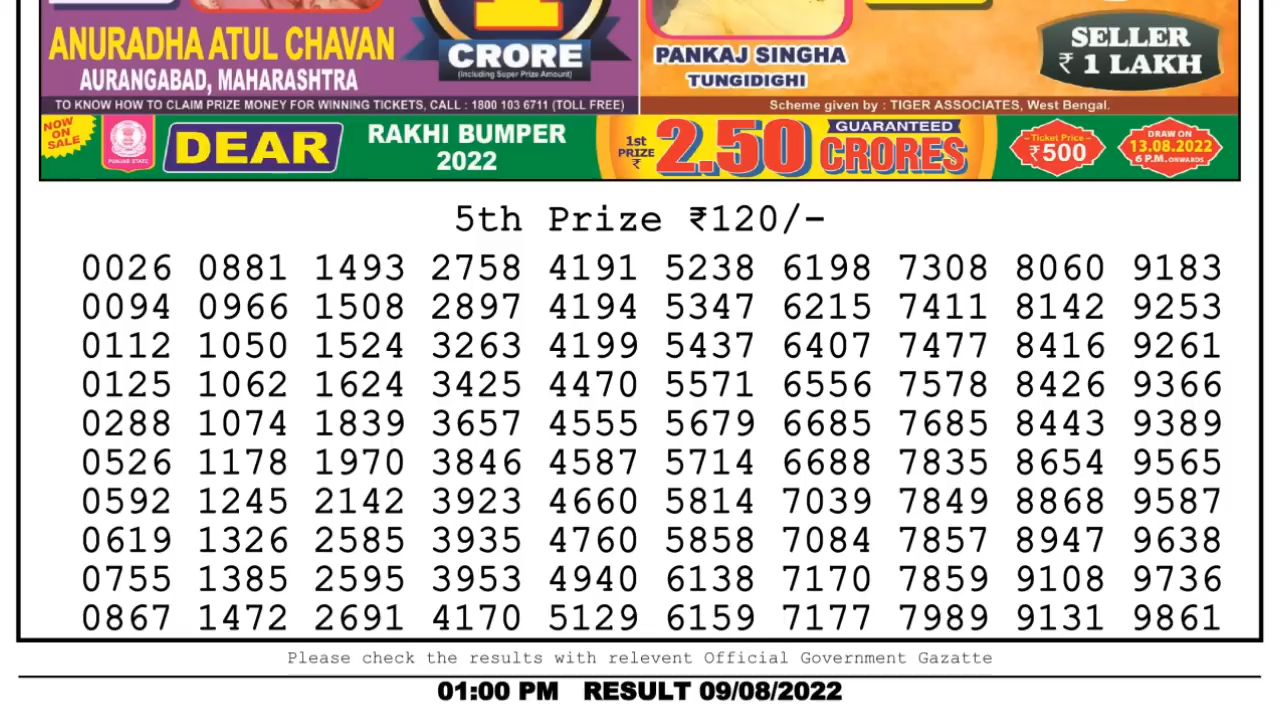 ANURADHA ATUL CHAVAN
AURANGABAD, MAHARASHTRA
1
CRORE
(Including Super Prize Amount)
PANKAJ SINGHA
TUNGIDIGHI
SELLER
₹ 1 LAKH
TO KNOW HOW TO CLAIM PRIZE MONEY FOR WINNING TICKETS, CALL : 1800 103 6711 (TOLL FREE)
Scheme given by : TIGER ASSOCIATES, West Bengal.
NOW
ON
SALE
PUNJAB STATE
DEAR
RAKHI BUMPER
2022
1st
PRIZE
₹
2.50
GUARANTEED
CRORES
Ticket Price
₹500
DRAW ON
13.08.2022
6 P.M. ONWARDS
5th Prize ₹120/-
0026 0881 1493 2758 4191 5238 6198 7308 8060 9183
0094 0966 1508 2897 4194 5347 6215 7411 8142 9253
0112 1050 1524 3263 4199 5437 6407 7477 8416 9261
0125 1062 1624 3425 4470 5571 6556 7578 8426 9366
0288 1074 1839 3657 4555 5679 6685 7685 8443 9389
0526 1178 1970 3846 4587 5714 6688 7835 8654 9565
0592 1245 2142 3923 4660 5814 7039 7849 8868 9587
0619 1326 2585 3935 4760 5858 7084 7857 8947 9638
0755 1385 2595 3953 4940 6138 7170 7859 9108 9736
0867 1472 2691 4170 5129 6159 7177 7989 9131 9861
Please check the results with relevent Official Government Gazatte
01:00 PM RESULT 09/08/2022